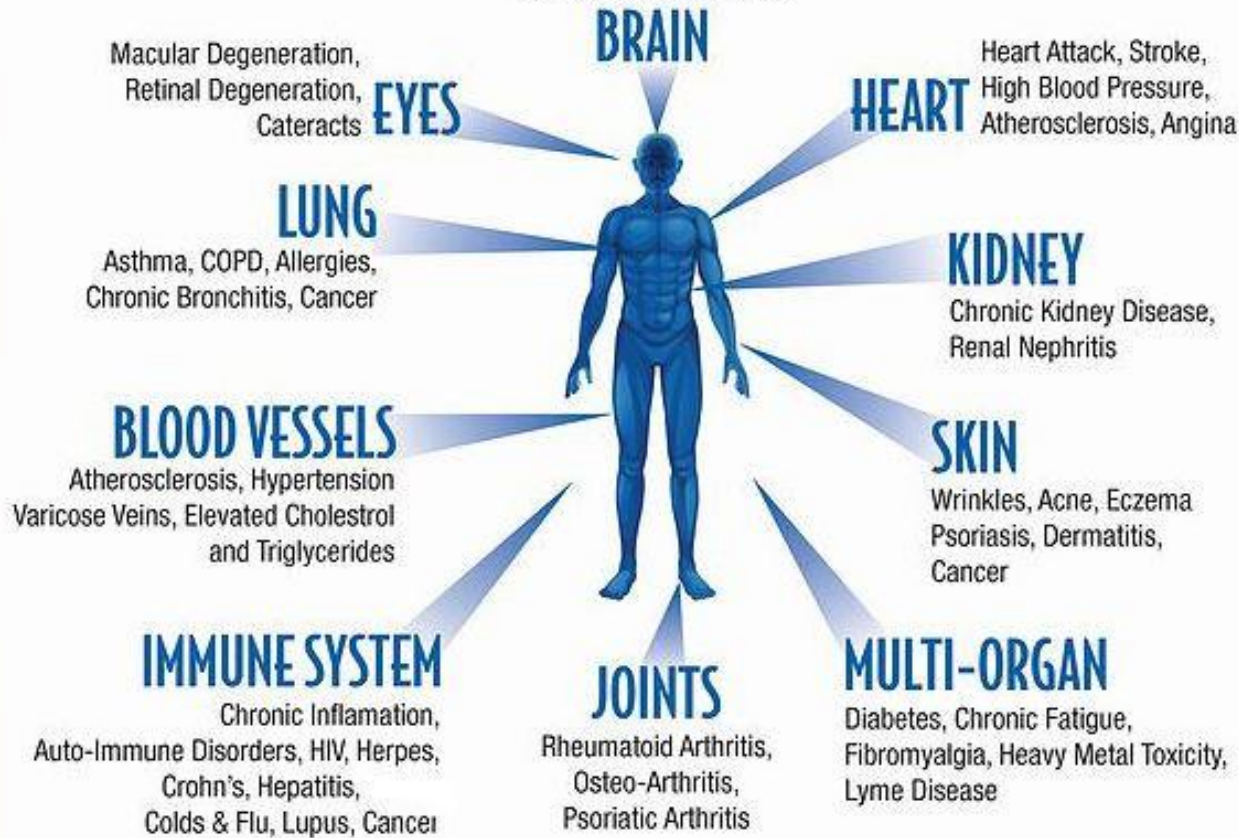 BRAIN
Macular Degeneration,
Retinal Degeneration,
Cateracts
EYES
Heart Attack, Stroke,
High Blood Pressure,
Atherosclerosis, Angina
HEART
LUNG
Asthma, COPD, Allergies,
Chronic Bronchitis, Cancer
KIDNEY
Chronic Kidney Disease,
Renal Nephritis
BLOOD VESSELS
Atherosclerosis, Hypertension
Varicose Veins, Elevated Cholestrol
and Triglycerides
SKIN
Wrinkles, Acne, Eczema
Psoriasis, Dermatitis,
Cancer
IMMUNE SYSTEM
Chronic Inflamation,
Auto-Immune Disorders, HIV, Herpes,
Crohn's, Hepatitis,
Colds & Flu, Lupus, Cancer
JOINTS
Rheumatoid Arthritis,
Osteo-Arthritis,
Psoriatic Arthritis
MULTI-ORGAN
Diabetes, Chronic Fatigue,
Fibromyalgia, Heavy Metal Toxicity,
Lyme Disease